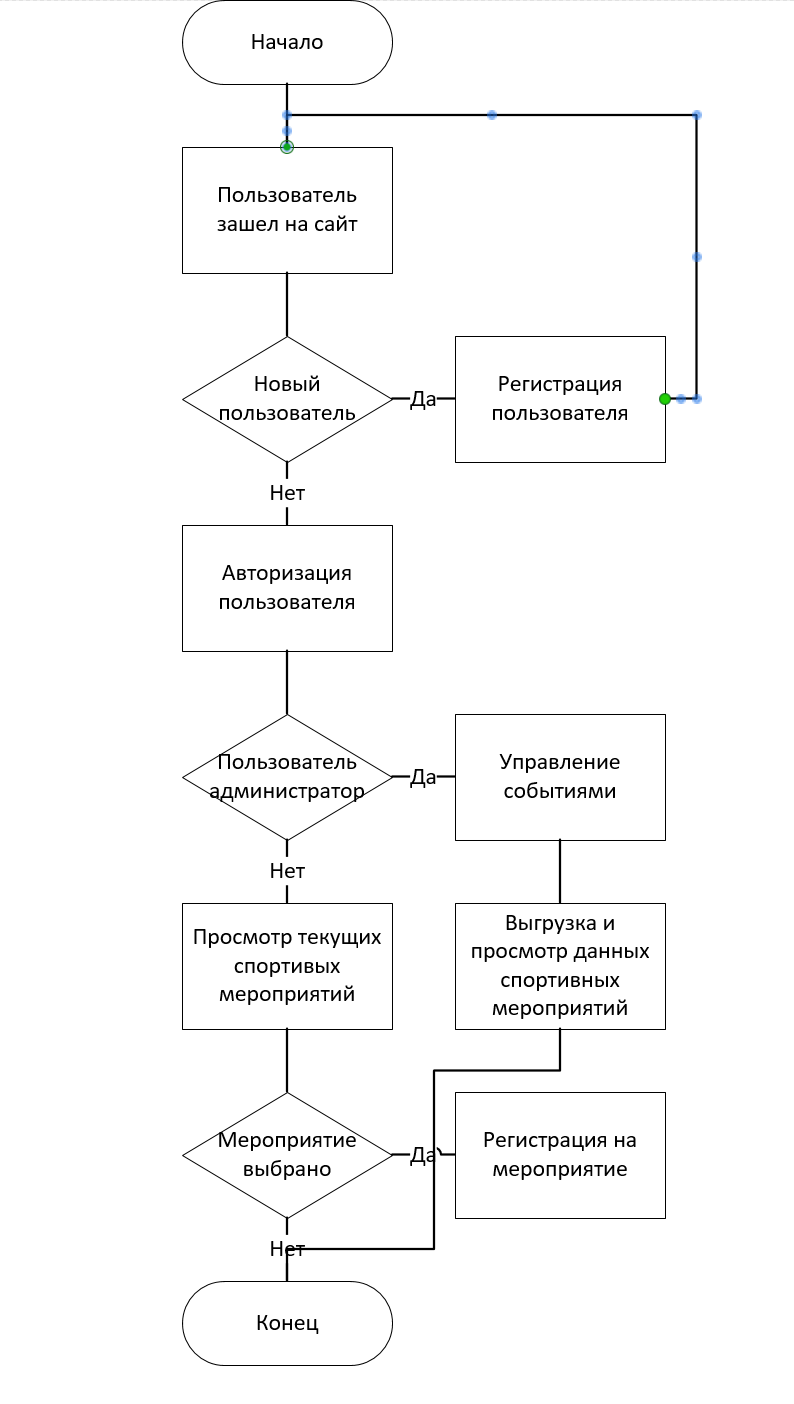 Начало
Пользователь
зашел на сайт
Новый
пользователь
Да
Регистрация
пользователя
Нет
Авторизация
пользователя
Пользователь
администратор
Да
Управление
событиями
Нет
Просмотр текущих
спортивых
мероприятий
Выгрузка и
просмотр данных
спортивных
мероприятий
Мероприятие
выбрано
Да
Регистрация на
мероприятие
Нет
Конец